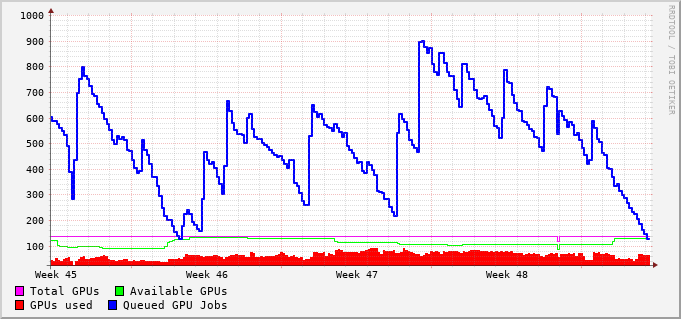 1000
900
800
700
600
500
400
300
200
100
Week 45 Week 46 Week 47 Week 48
Total GPUs Available GPUs
GPUs used Queued GPU Jobs
RRDTOOL / TOBI OETIKER